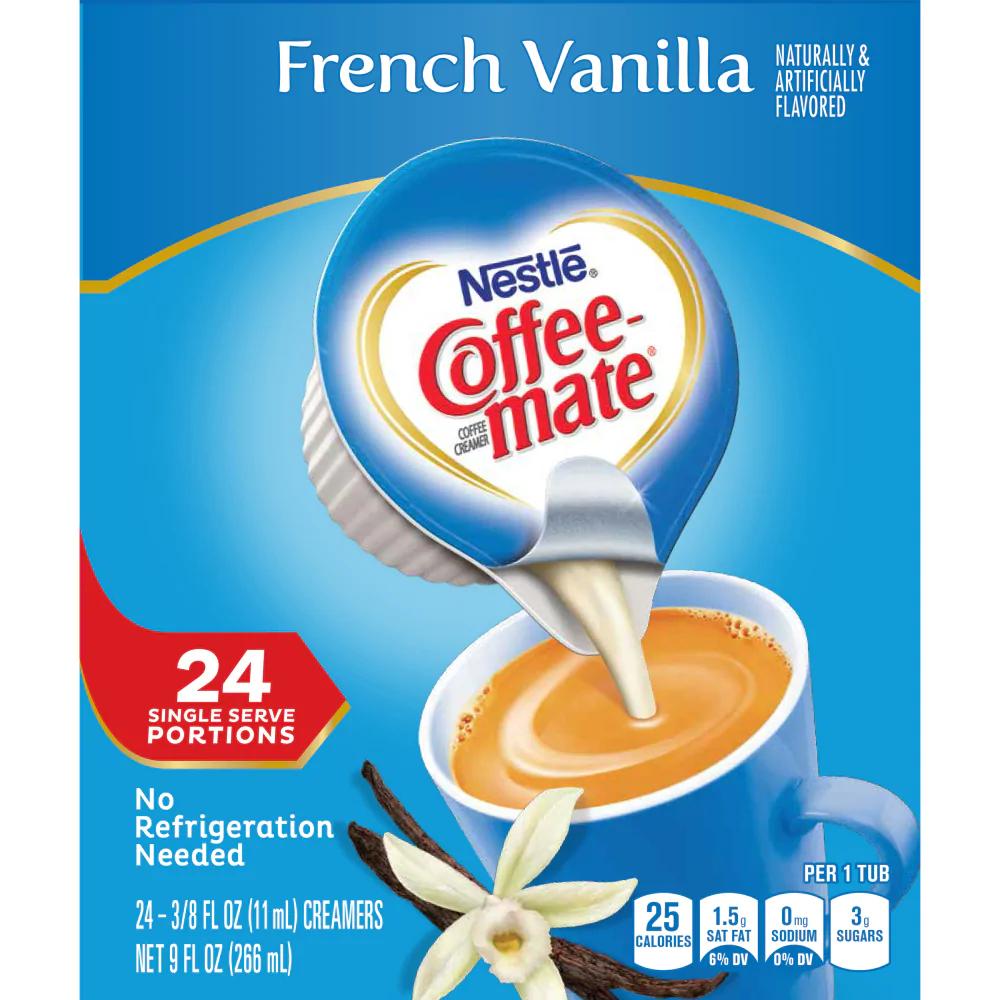 French Vanilla
NATURALLY &
ARTIFICIALLY
FLAVORED
Nestlé®
Coffee-
mate®
COFFEE
CREAMER
24
SINGLE SERVE
PORTIONS
No
Refrigeration
Needed
24 – 3/8 FL OZ (11 mL) CREAMERS
NET 9 FL OZ (266 mL)
PER 1 TUB
25
CALORIES
1.5g
SAT FAT
6% DV
0mg
SODIUM
0% DV
3g
SUGARS